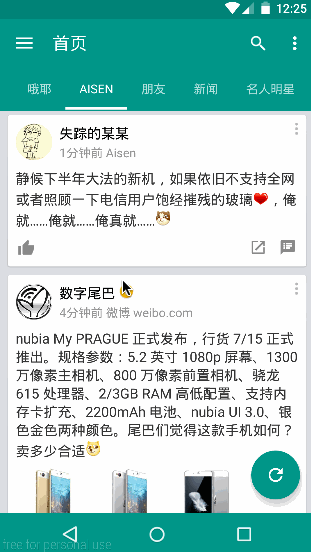 12:25
首页
哦耶 AISEN 朋友 新闻 名人明星
失踪的某某
1分钟前 Aisen
静候下半年大法的新机，如果依旧不支持全网
或者照顾一下电信用户饱经摧残的玻璃，俺
就……俺就……俺真就……
数字尾巴
4分钟前 微博 weibo.com
nubia My PRAGUE 正式发布，行货 7/15 正式
推出。规格参数：5.2 英寸 1080p 屏幕、1300
万像素主相机、800 万像素前置相机、骁龙
615 处理器、2/3GB RAM 高低配置、支持内
存卡扩充、2200mAh 电池、nubia UI 3.0、银
色金色两种颜色。尾巴们觉得这款手机如何？
卖多少合适
free for personal use